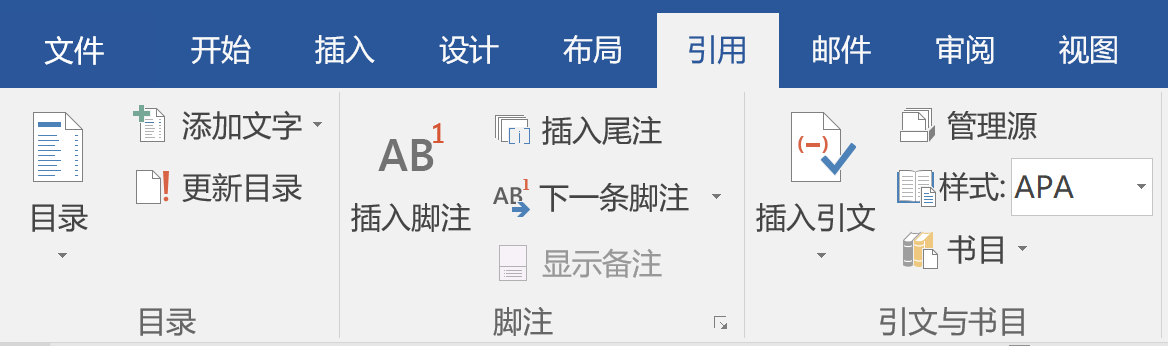 文件 开始 插入 设计 布局 引用 邮件 审阅 视图
目录
添加文字
更新目录
目录
AB1
插入脚注
插入尾注
AB1
下一条脚注
显示备注
脚注
(-)
插入引文
管理源
样式: APA
书目
引文与书目